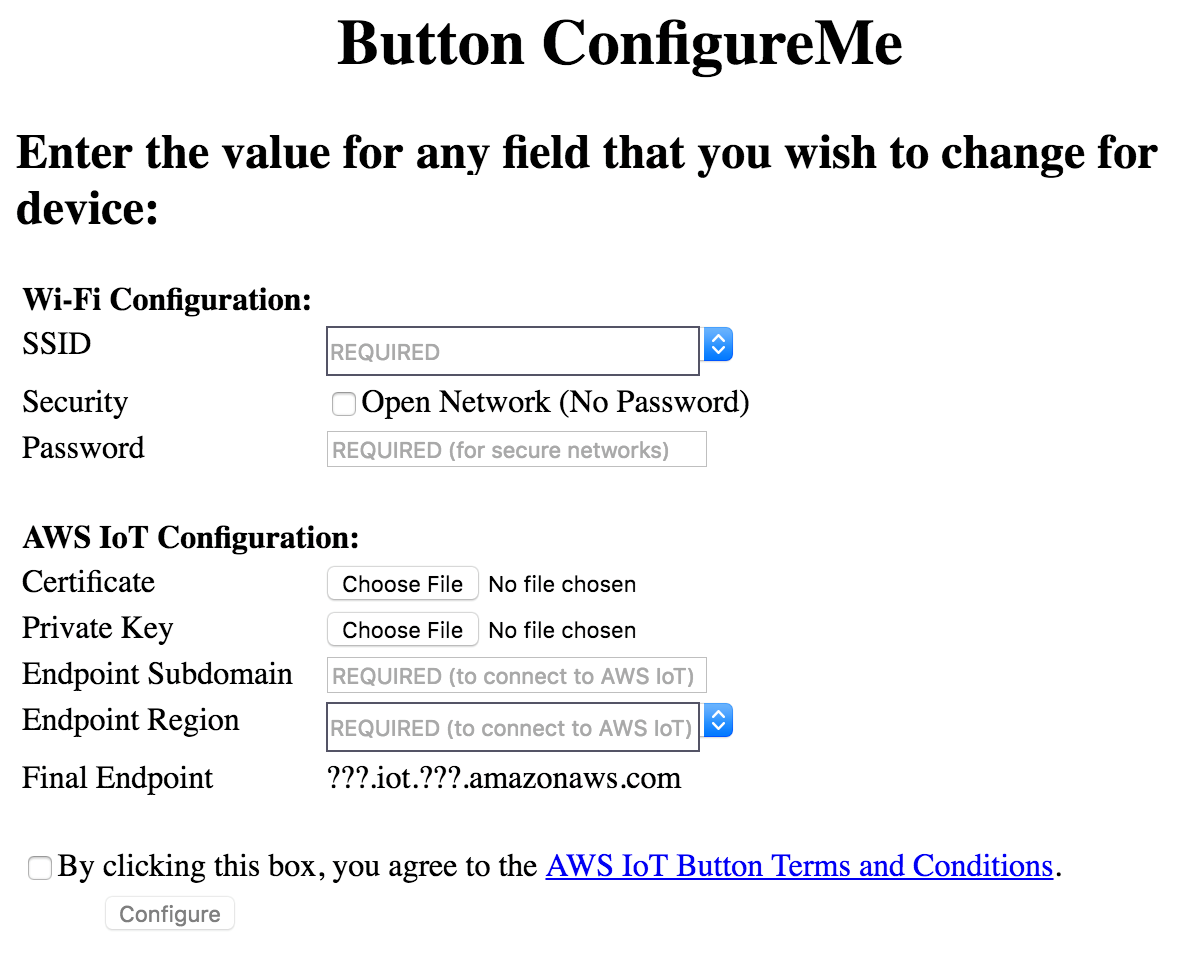 Button ConfigureMe
Enter the value for any field that you wish to change for
device:
Wi-Fi Configuration:
SSID REQUIRED
Security Open Network (No Password)
Password REQUIRED (for secure networks)
AWS IoT Configuration:
Certificate Choose File No file chosen
Private Key Choose File No file chosen
Endpoint Subdomain REQUIRED (to connect to AWS IoT)
Endpoint Region REQUIRED (to connect to AWS IoT)
Final Endpoint ???.iot.???.amazonaws.com
By clicking this box, you agree to the AWS IoT Button Terms and Conditions.
Configure